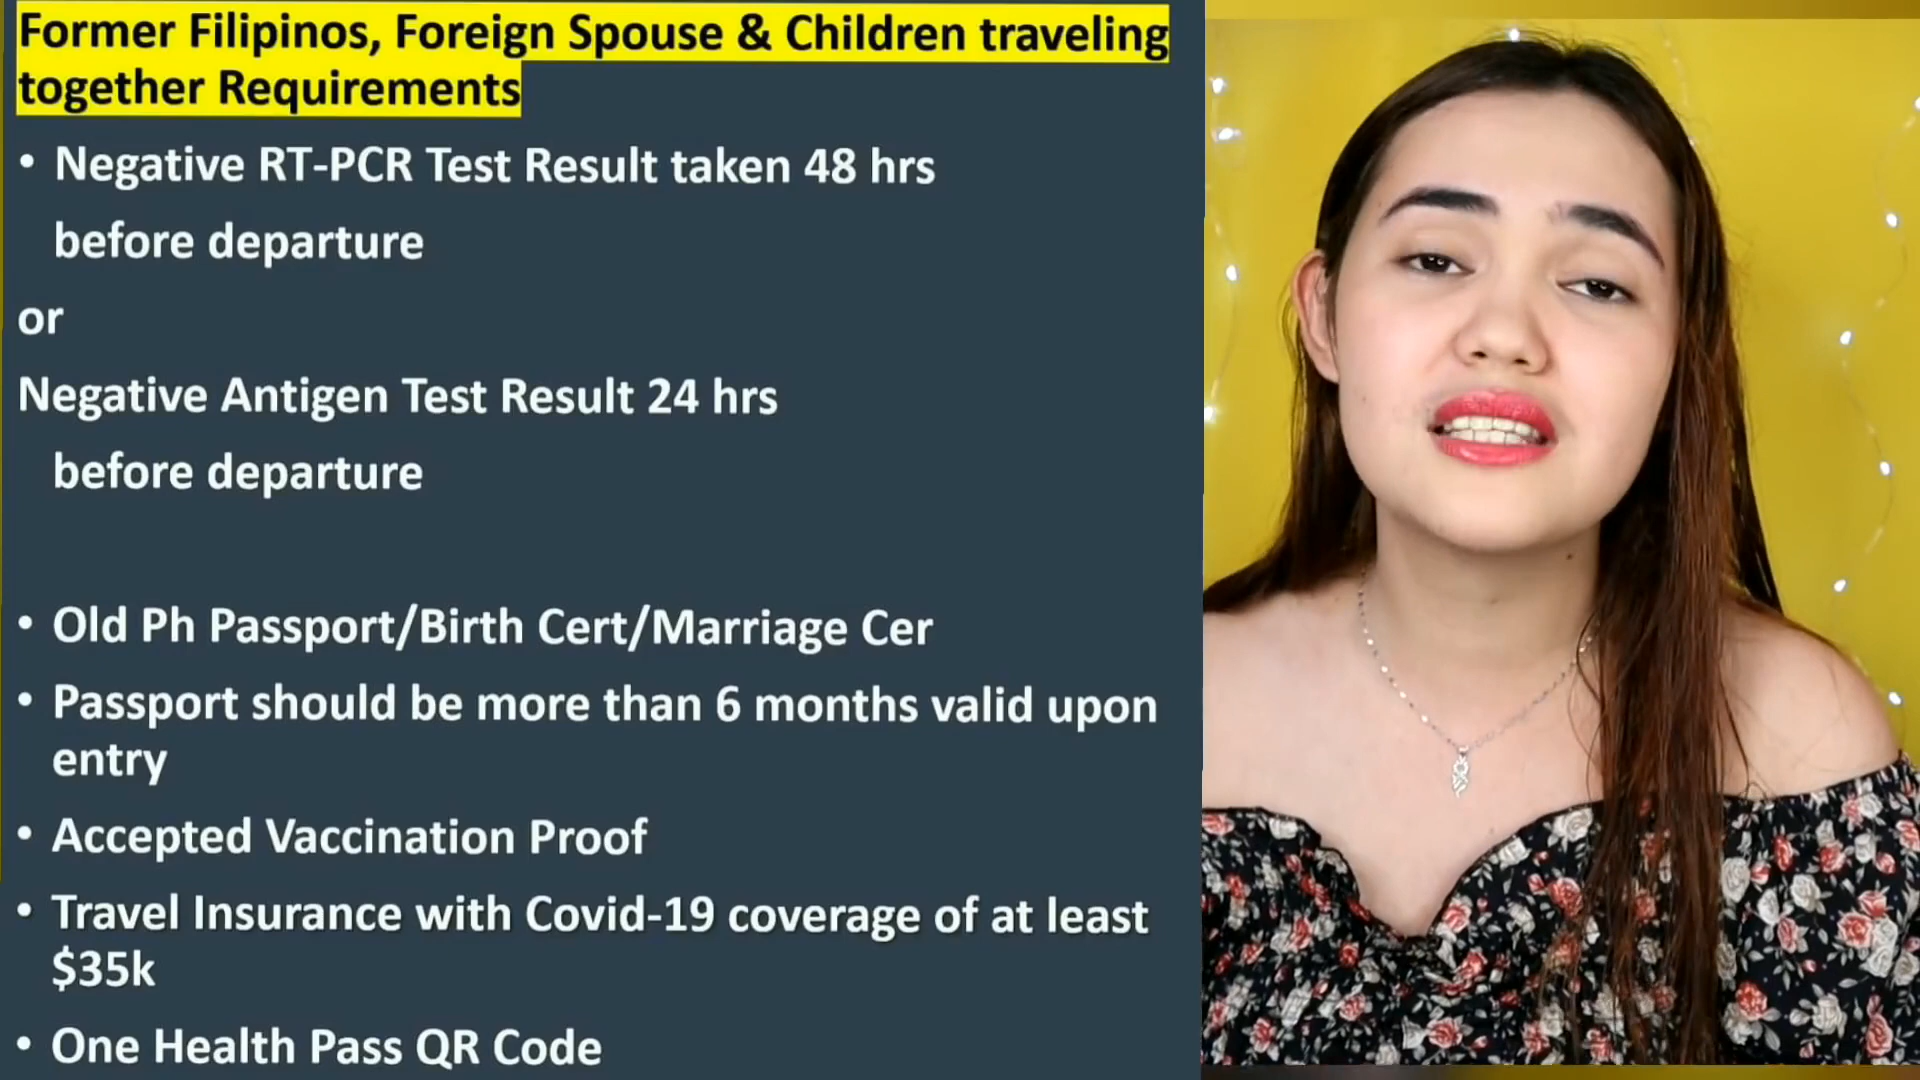 Former Filipinos, Foreign Spouse & Children traveling
together Requirements
• Negative RT-PCR Test Result taken 48 hrs
before departure
or
Negative Antigen Test Result 24 hrs
before departure
• Old Ph Passport/Birth Cert/Marriage Cer
• Passport should be more than 6 months valid upon
entry
• Accepted Vaccination Proof
• Travel Insurance with Covid-19 coverage of at least
$35k
• One Health Pass QR Code